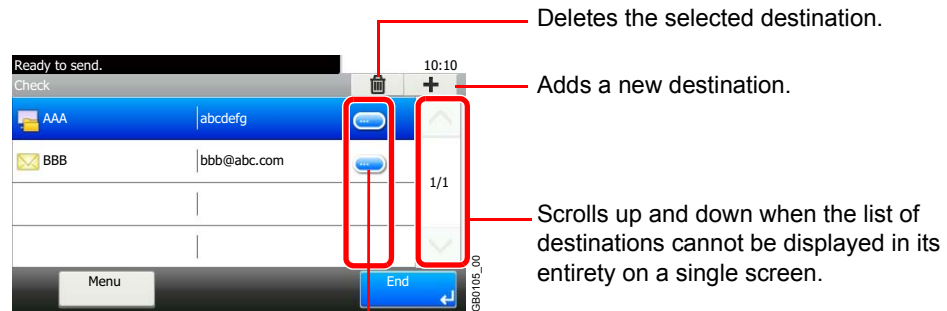 Deletes the selected destination.
Ready to send.
10:10
Check
Adds a new destination.
AAA
abcdefg
BBB
bbb@abc.com
1/1
Scrolls up and down when the list of
destinations cannot be displayed in its
entirety on a single screen.
Menu
End
GB0105_00